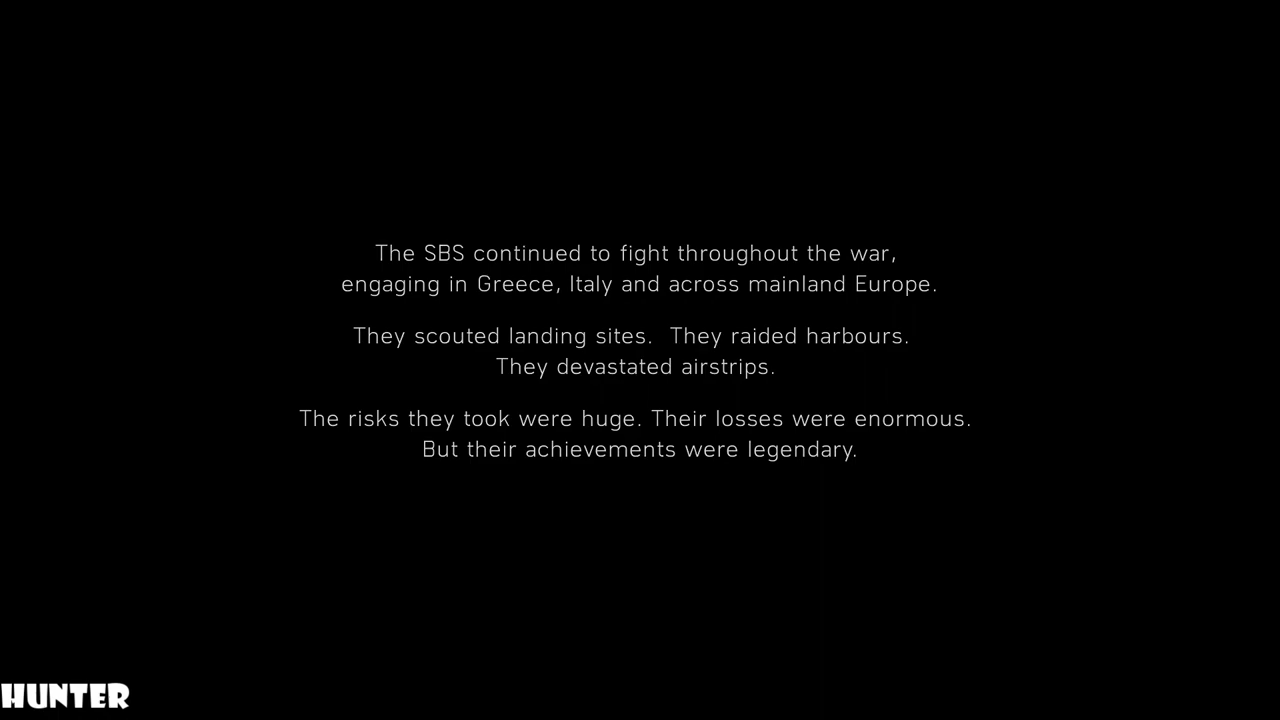 The SBS continued to fight throughout the war,
engaging in Greece, Italy and across mainland Europe.
They scouted landing sites.  They raided harbours.
They devastated airstrips.
The risks they took were huge. Their losses were enormous.
But their achievements were legendary.
HUNTER